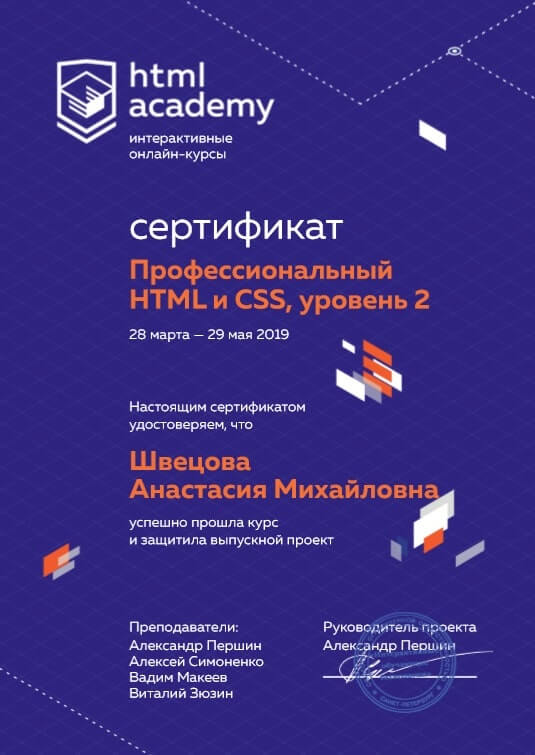 html
academy
интерактивные
онлайн-курсы
сертификат
Профессиональный
HTML и CSS, уровень 2
28 марта — 29 мая 2019
Настоящим сертификатом
удостоверяем, что
Швецова
Анастасия Михайловна
успешно прошла курс
и защитила выпускной проект
Преподаватели:
Александр Першин
Алексей Симоненко
Вадим Макеев
Виталий Зюзин
Руководитель проекта
Александр Першин
САНКТ-ПЕТЕРБУРГ